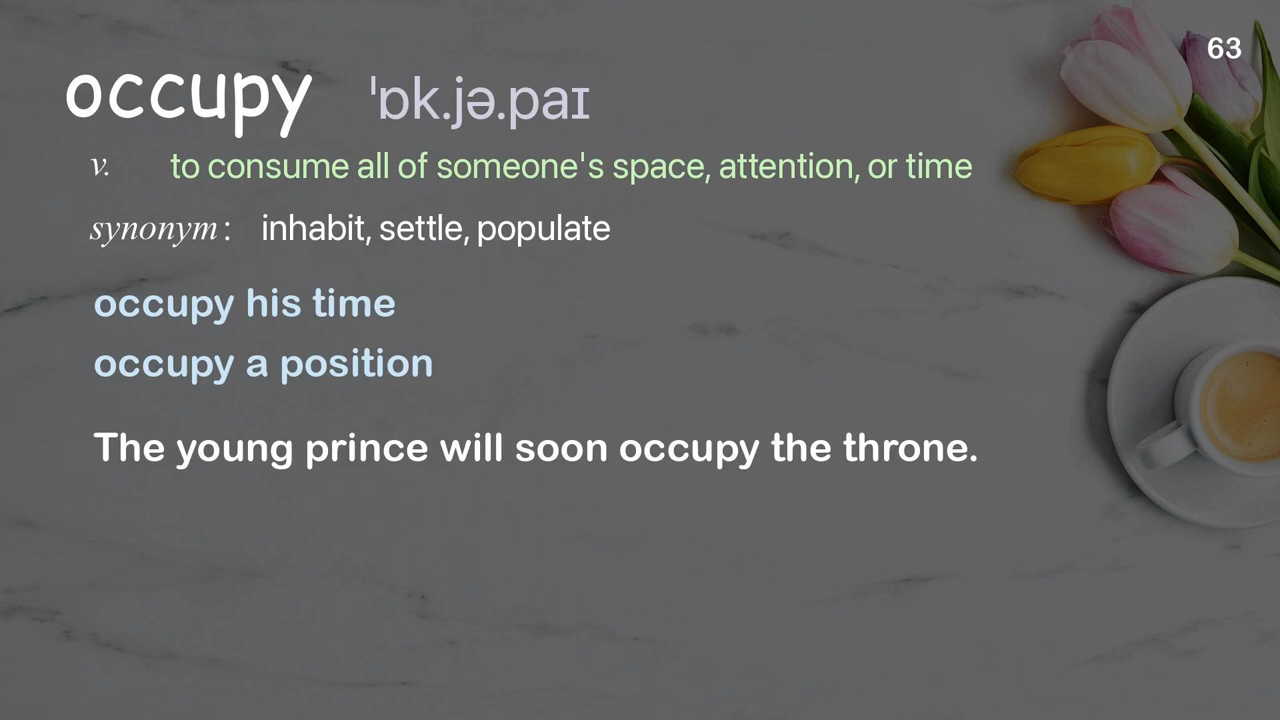 63
occupy ˈɒk.jə.paɪ
v. to consume all of someone's space, attention, or time
synonym: inhabit, settle, populate
occupy his time
occupy a position
The young prince will soon occupy the throne.